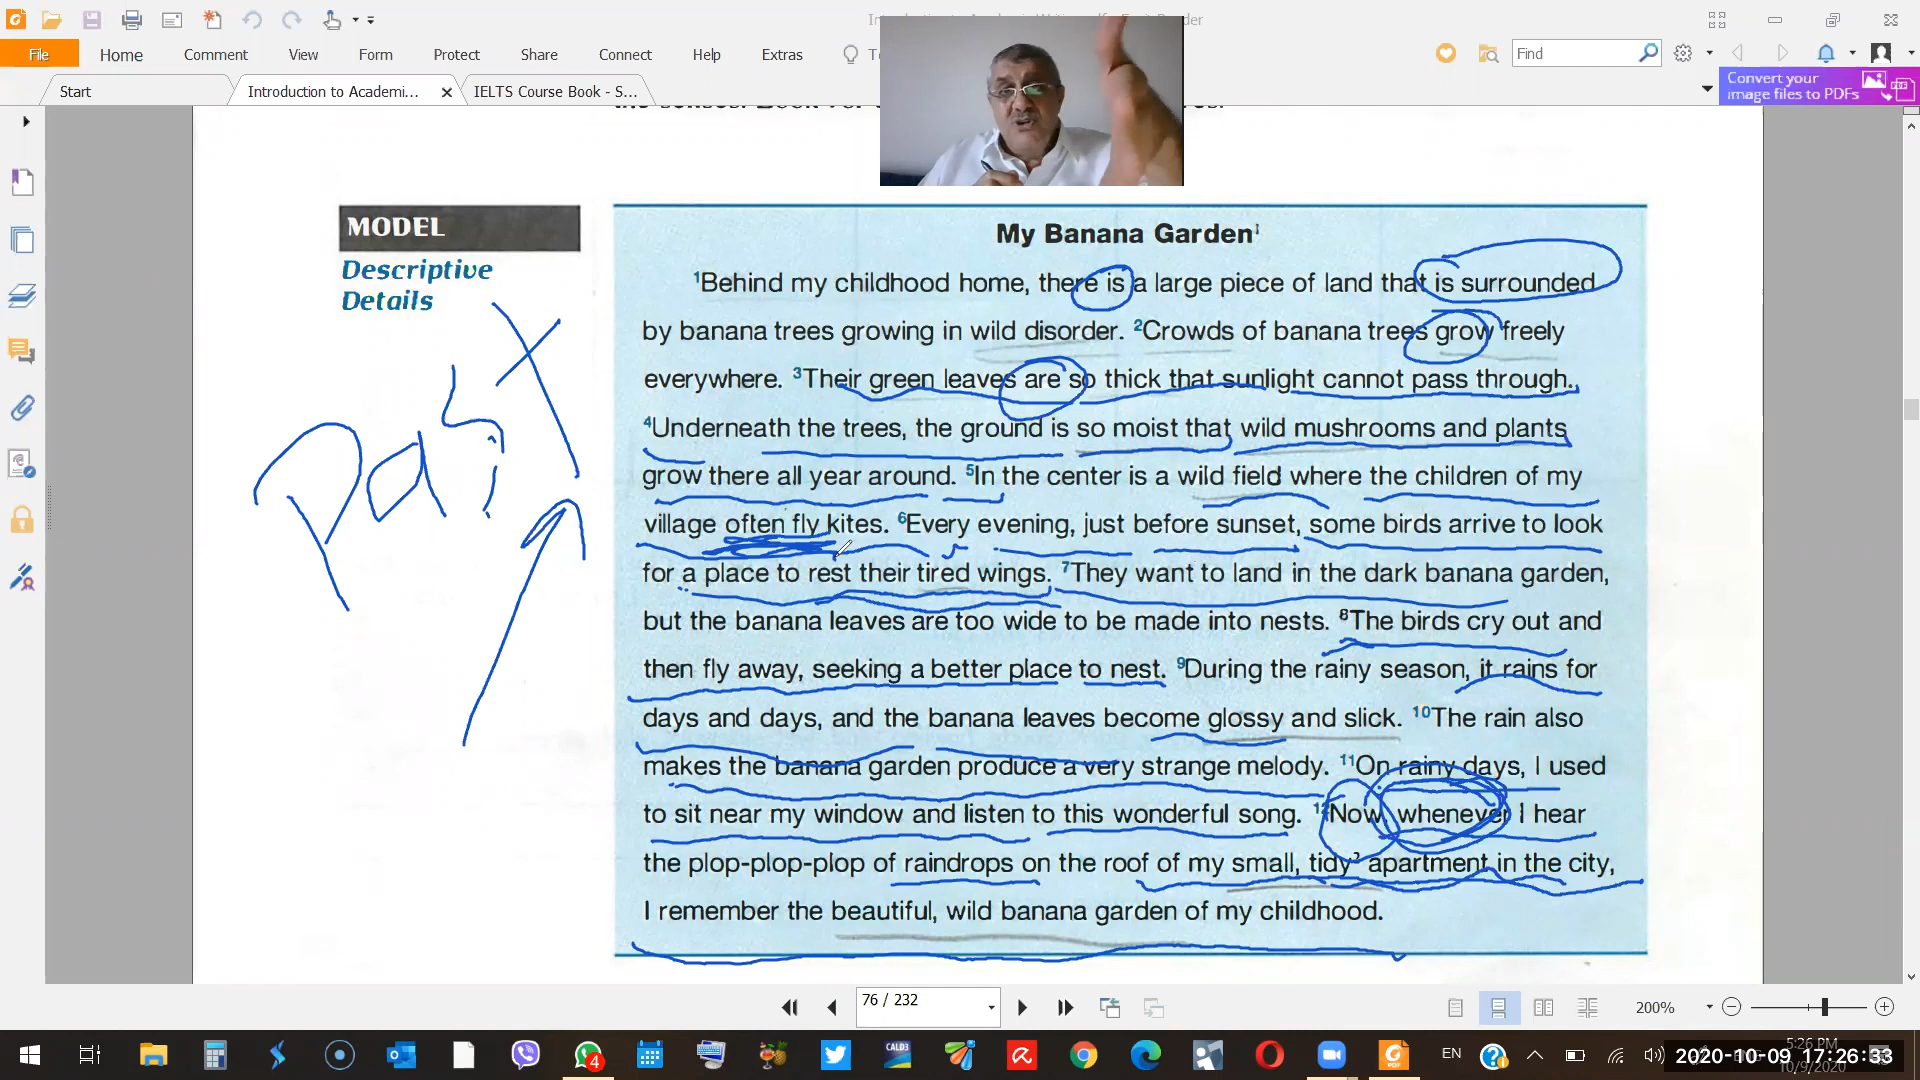 File
Home
Comment
View
Form
Protect
Share
Connect
Help
Extras
Find
Convert your
image files to PDFs
Start
Introduction to Academi...
IELTS Course Book - S...
MODEL
Descriptive
Details
Past
My Banana Garden¹
¹Behind my childhood home, there is a large piece of land that is surrounded
by banana trees growing in wild disorder. ²Crowds of banana trees grow freely
everywhere. ³Their green leaves are so thick that sunlight cannot pass through.
⁴Underneath the trees, the ground is so moist that wild mushrooms and plants
grow there all year around. ⁵In the center is a wild field where the children of my
village often fly kites. ⁶Every evening, just before sunset, some birds arrive to look
for a place to rest their tired wings. ⁷They want to land in the dark banana garden,
but the banana leaves are too wide to be made into nests. ⁸The birds cry out and
then fly away, seeking a better place to nest. ⁹During the rainy season, it rains for
days and days, and the banana leaves become glossy and slick. ¹⁰The rain also
makes the banana garden produce a very strange melody. ¹¹On rainy days, I used
to sit near my window and listen to this wonderful song. ¹²Now, whenever I hear
the plop-plop-plop of raindrops on the roof of my small, tidy² apartment in the city,
I remember the beautiful, wild banana garden of my childhood.
76 / 232
200%
CALD3
4
EN
5:26 PM
10/9/2020
2020-10-09 17:26:33